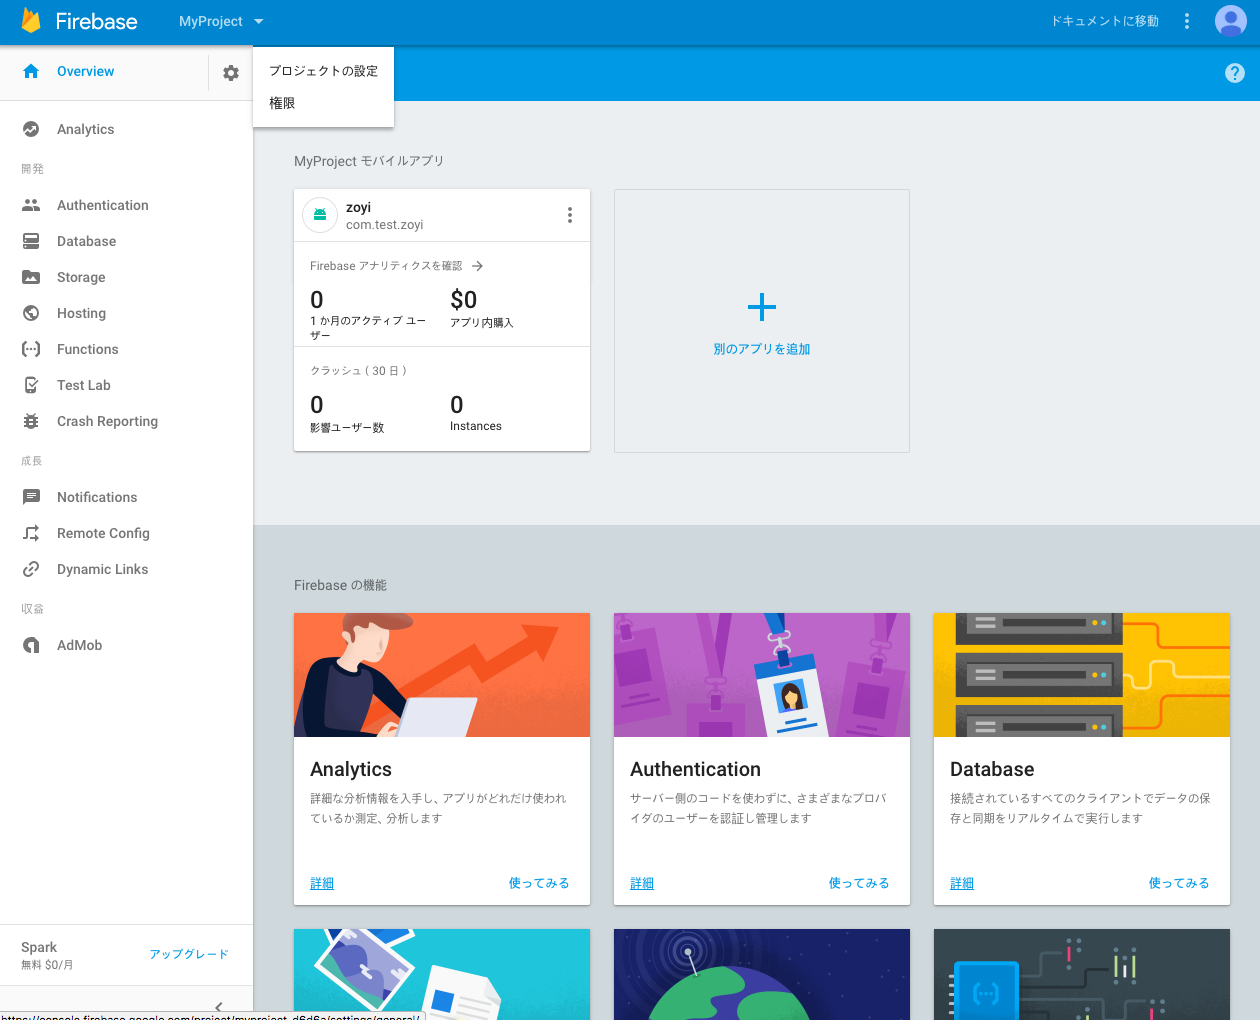 Firebase
MyProject
ドキュメントに移動
Overview
プロジェクトの設定
権限
Analytics
開発
Authentication
Database
Storage
Hosting
Functions
Test Lab
Crash Reporting
成長
Notifications
Remote Config
Dynamic Links
収益
AdMob
Spark
無料 $0/月
アップグレード
MyProject モバイルアプリ
zoyi
com.test.zoyi
Firebase アナリティクスを確認
0
$0
1 か月のアクティブ ユー
ザー
アプリ内購入
クラッシュ ( 30 日 )
0
0
影響ユーザー数
Instances
別のアプリを追加
Firebase の機能
Analytics
詳細な分析情報を入手し、アプリがどれだけ使われ
ているか測定、分析します
詳細
使ってみる
Authentication
サーバー側のコードを使わずに、さまざまなプロバ
イダのユーザーを認証し管理します
詳細
使ってみる
Database
接続されているすべてのクライアントでデータの保
存と同期をリアルタイムで実行します
詳細
使ってみる
https://console.firebase.google.com/project/myproject-d6d6a/settings/general/